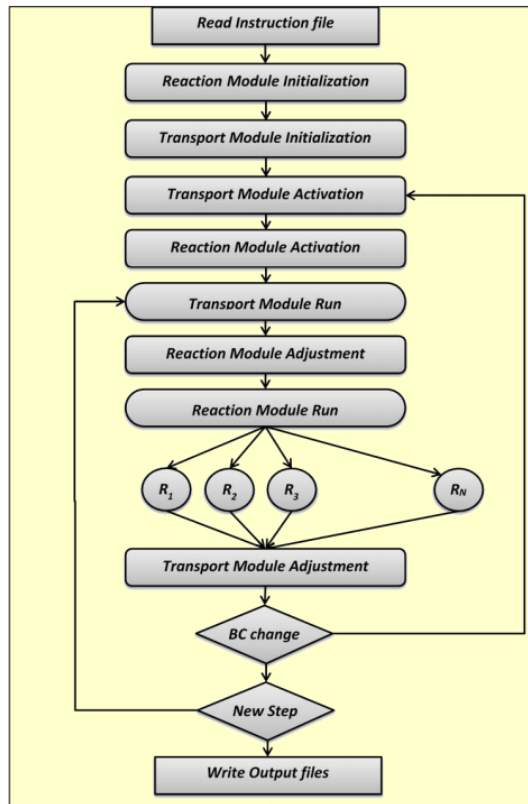 Read Instruction file
Reaction Module Initialization
Transport Module Initialization
Transport Module Activation
Reaction Module Activation
Transport Module Run
Reaction Module Adjustment
Reaction Module Run
R1 R2 R3 RN
Transport Module Adjustment
BC change
New Step
Write Output files